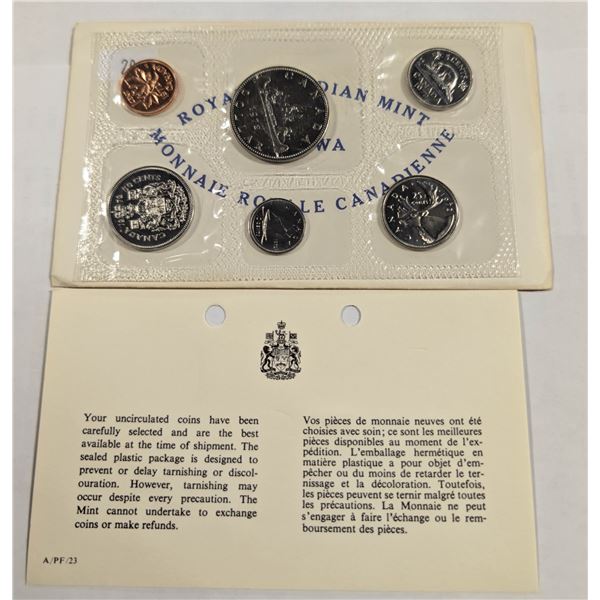 ROYAL CANADIAN MINT
OTTAWA
MONNAIE ROYALE CANADIENNE
50 CENTS
CANADA
CANADA
25
CENTS
Your uncirculated coins have been
carefully selected and are the best
available at the time of shipment. The
sealed plastic package is designed to
prevent or delay tarnishing or discol-
ouration. However, tarnishing may
occur despite every precaution. The
Mint cannot undertake to exchange
coins or make refunds.
Vos pièces de monnaie neuves ont été
choisies avec soin; ce sont les meilleures
pièces disponibles au moment de l'ex-
pédition. L'emballage hermétique en
matière plastique a pour objet d'em-
pêcher ou du moins de retarder le ter-
nissage et la décoloration. Toutefois,
les pièces peuvent se ternir malgré toutes
les précautions. La Monnaie ne peut
s'engager à faire l'échange ou le rem-
boursement des pièces.
A/PF/23